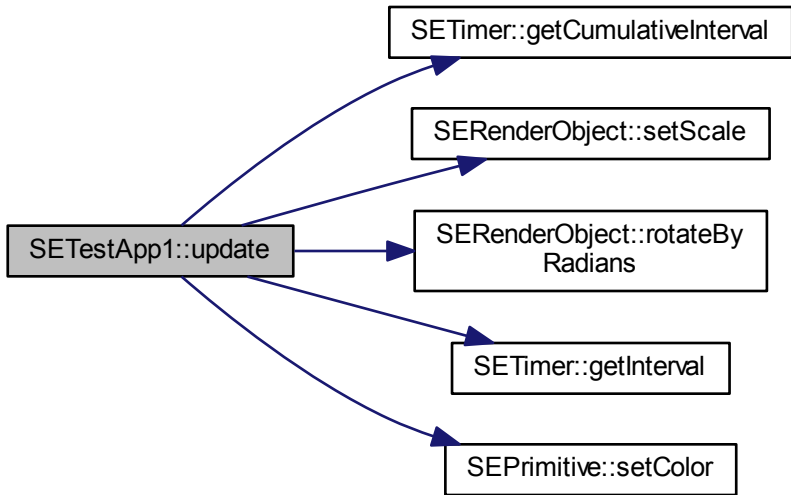 SETimer::getCumulativeInterval
SERenderObject::setScale
SETestApp1::update
SERenderObject::rotateBy
Radians
SETimer::getInterval
SEPrimitive::setColor